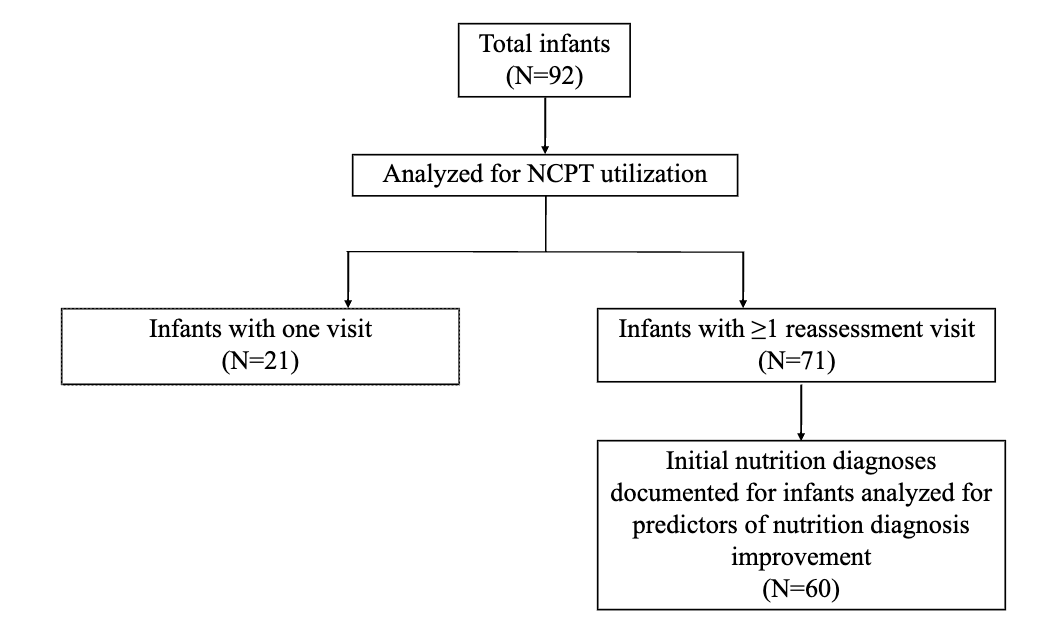 Total infants
(N=92)
Analyzed for NCPT utilization
Infants with one visit
(N=21)
Infants with ≥1 reassessment visit
(N=71)
Initial nutrition diagnoses
documented for infants analyzed for
predictors of nutrition diagnosis
improvement
(N=60)